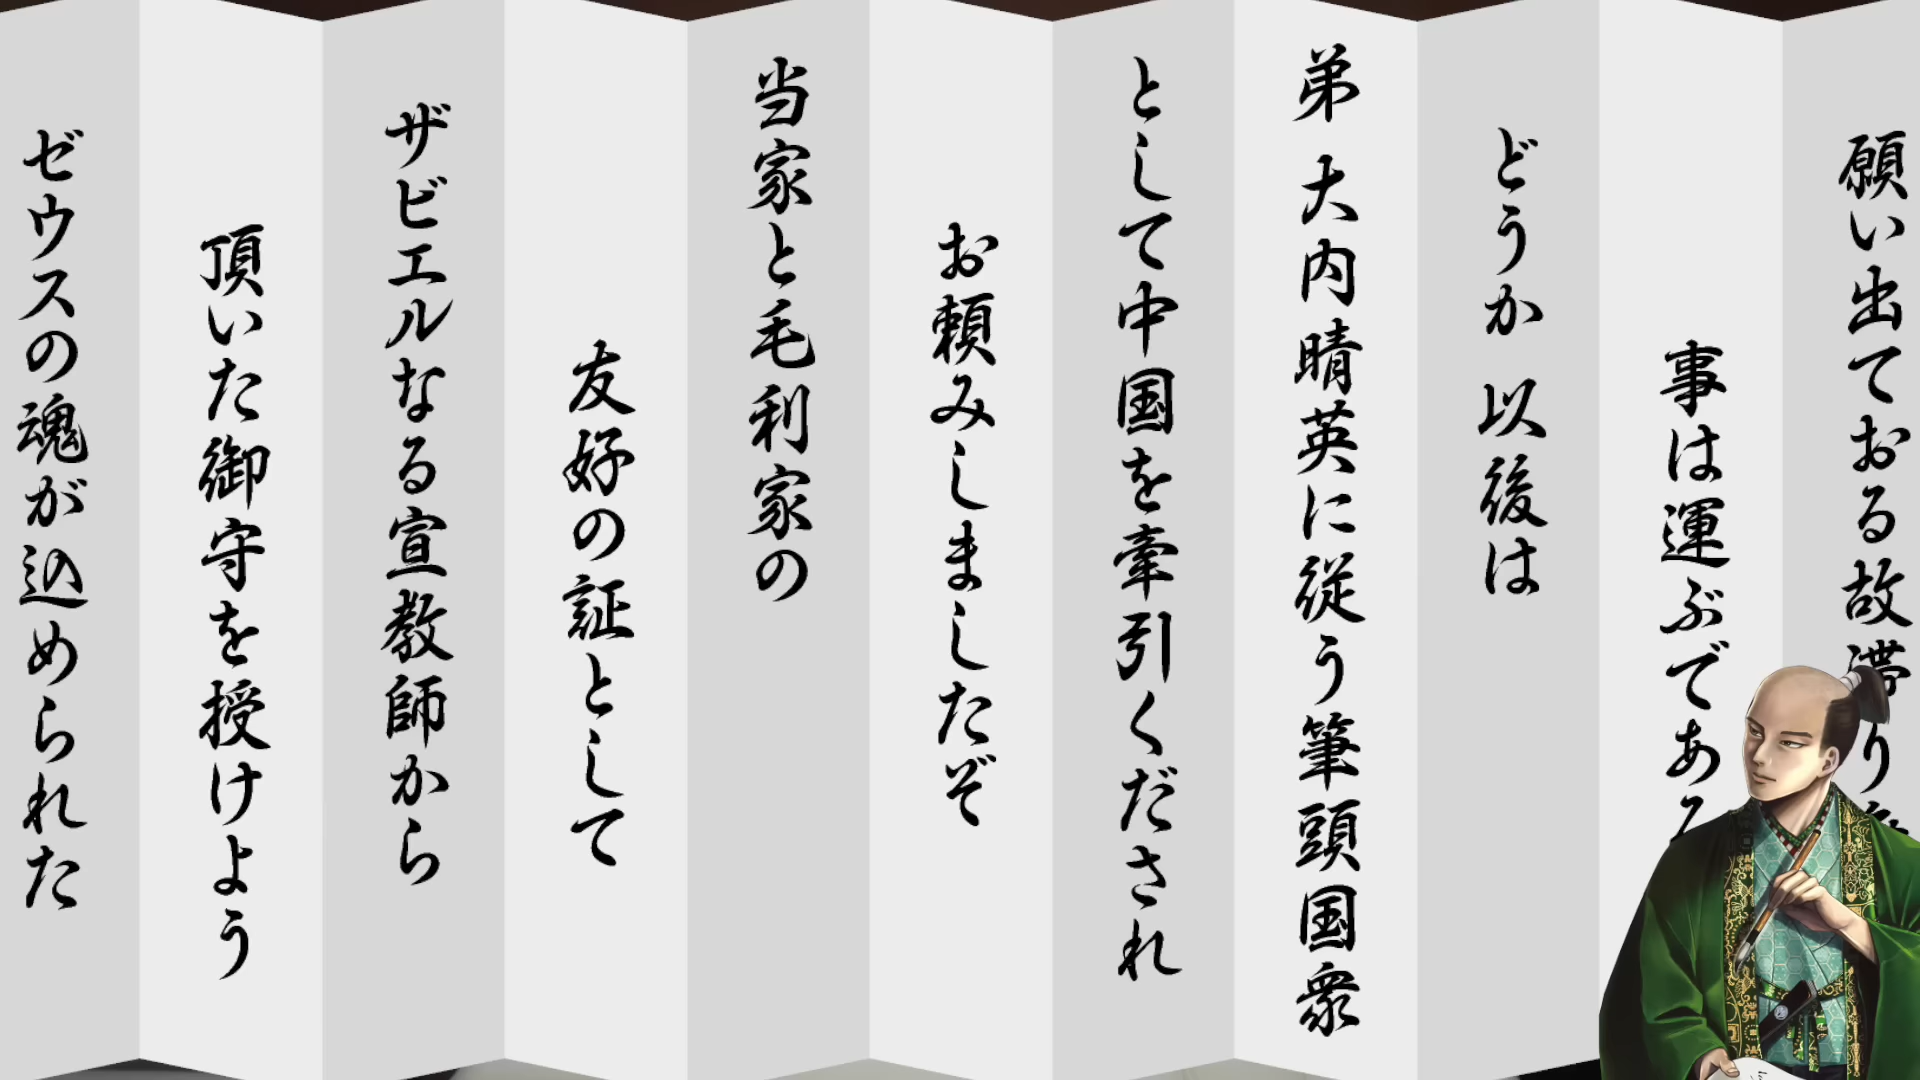 願い出ておる故滞り
事は運ぶであろ
どうか 以後は
弟 大内晴英に従う筆頭国衆
として中国を牽引くだされ
お頼みしましたぞ
当家と毛利家の
友好の証として
ザビエルなる宣教師から
頂いた御守を授けよう
ゼウスの魂が込められた